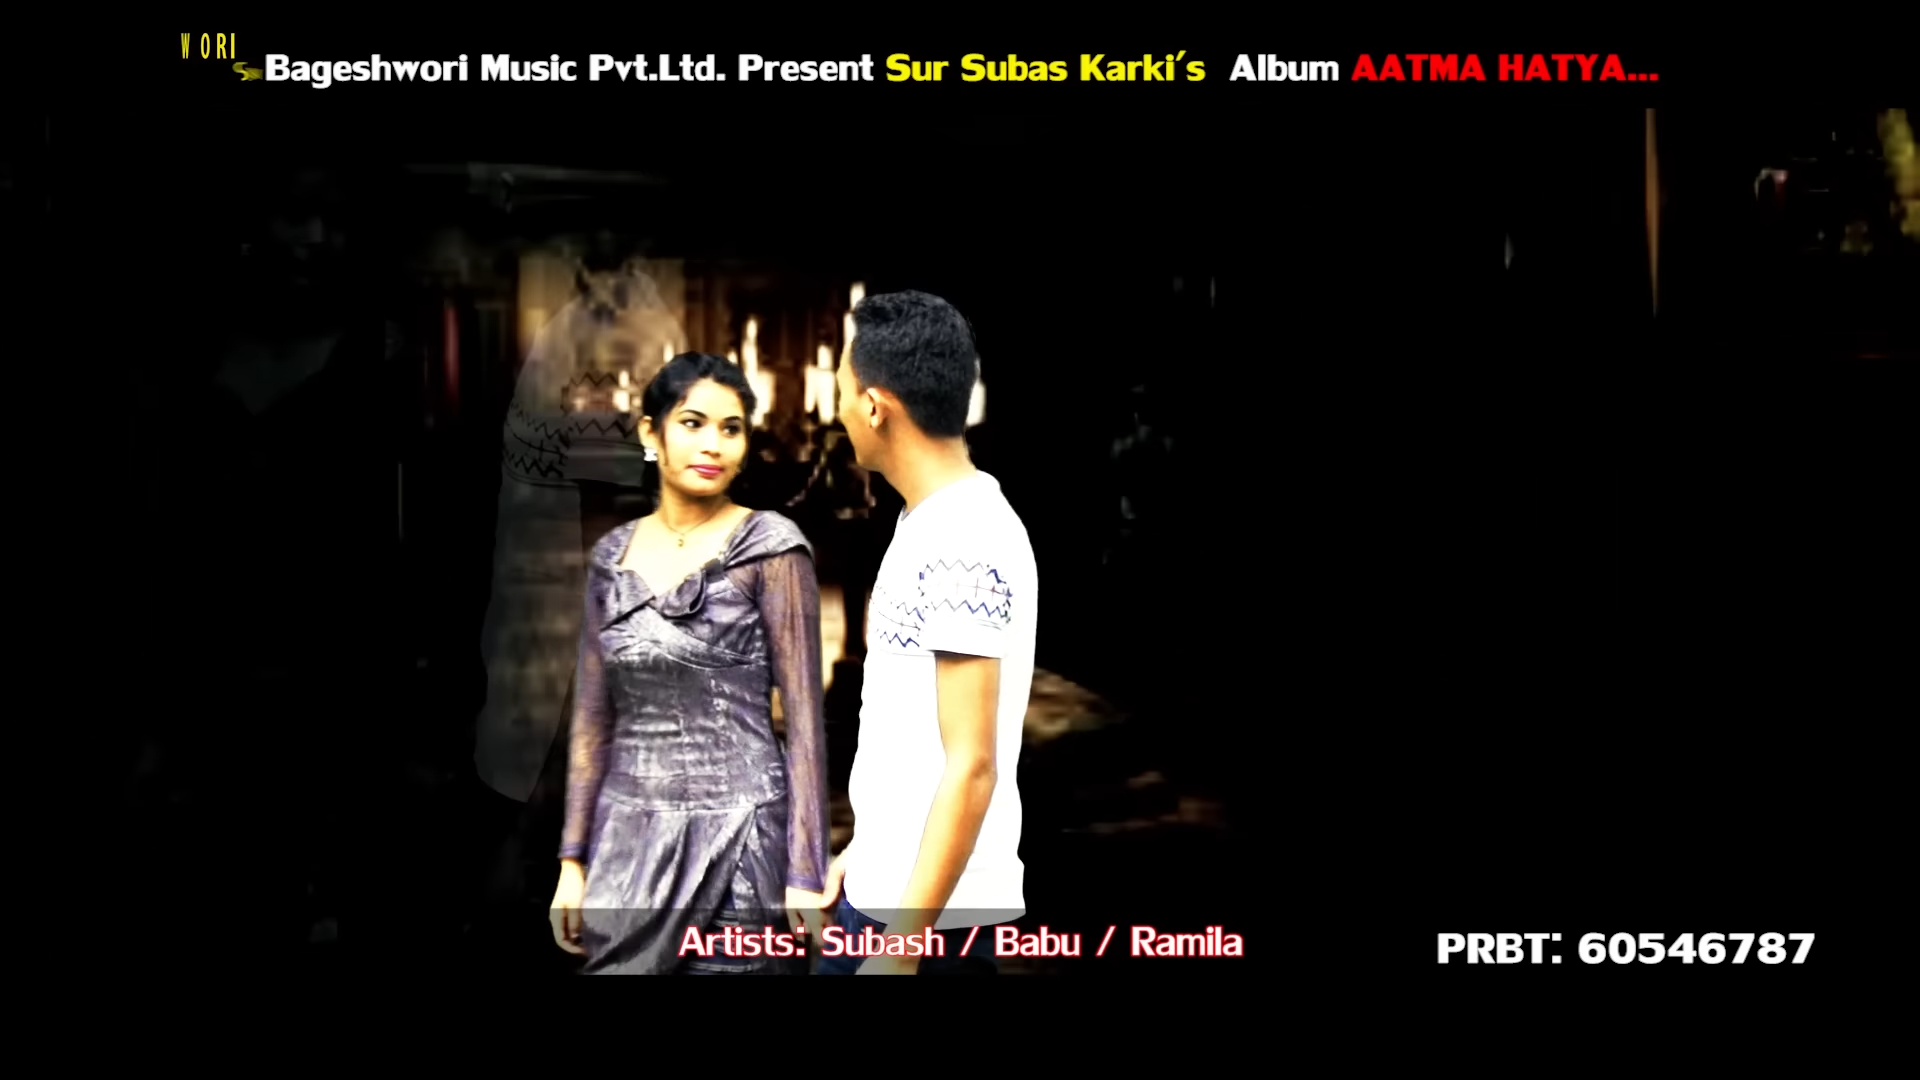 WORI
Bageshwori Music Pvt.Ltd. Present Sur Subas Karki's Album AATMA HATYA...
Artists: Subash / Babu / Ramila
PRBT: 60546787